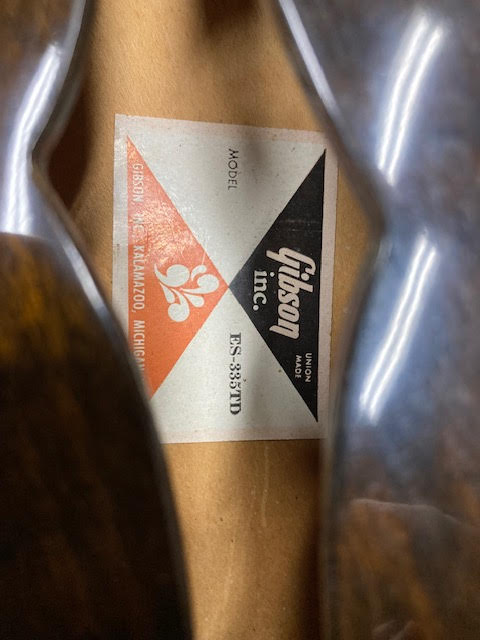 Gibson
inc.
UNION
MADE
MODEL
ES-335TD
GIBSON, INC. KALAMAZOO, MICHIGAN